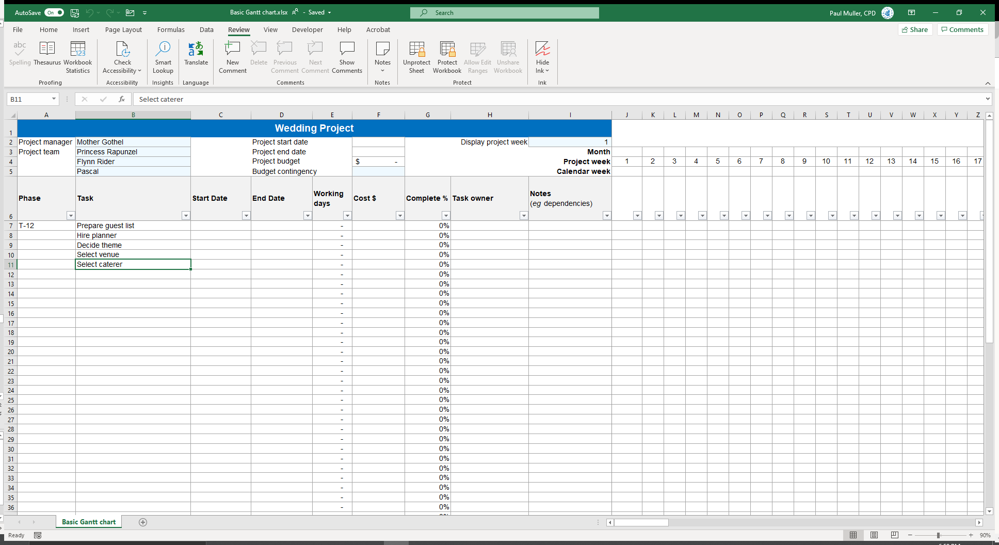 AutoSave On Basic Gantt chart.xlsx - Saved Search Paul Muller, CPD
File Home Insert Page Layout Formulas Data Review View Developer Help Acrobat Share Comments
abc 123
Spelling Thesaurus Workbook Statistics Check Accessibility Smart Lookup Translate New Comment Delete Previous Comment Next Comment Show Comments Notes Unprotect Sheet Protect Workbook Allow Edit Ranges Unshare Workbook Hide Ink
Proofing Accessibility Insights Language Comments Notes Protect Ink
B11 fx Select caterer
A B C D E F G H I J K L M N O P Q R S T U V W X Y Z
1 Wedding Project
2 Project manager Mother Gothel Project start date Display project week 1
3 Project team Princess Rapunzel Project end date Month
4 Flynn Rider Project budget $ - Project week 1 2 3 4 5 6 7 8 9 10 11 12 13 14 15 16 17
5 Pascal Budget contingency Calendar week
6 Phase Task Start Date End Date Working days Cost $ Complete % Task owner Notes (eg dependencies)
7 T-12 Prepare guest list - 0%
8 Hire planner - 0%
9 Decide theme - 0%
10 Select venue - 0%
11 Select caterer - 0%
12 - 0%
13 - 0%
14 - 0%
15 - 0%
16 - 0%
17 - 0%
18 - 0%
19 - 0%
20 - 0%
21 - 0%
22 - 0%
23 - 0%
24 - 0%
25 - 0%
26 - 0%
27 - 0%
28 - 0%
29 - 0%
30 - 0%
31 - 0%
32 - 0%
33 - 0%
34 - 0%
35 - 0%
36 - 0%
Basic Gantt chart
Ready 90%